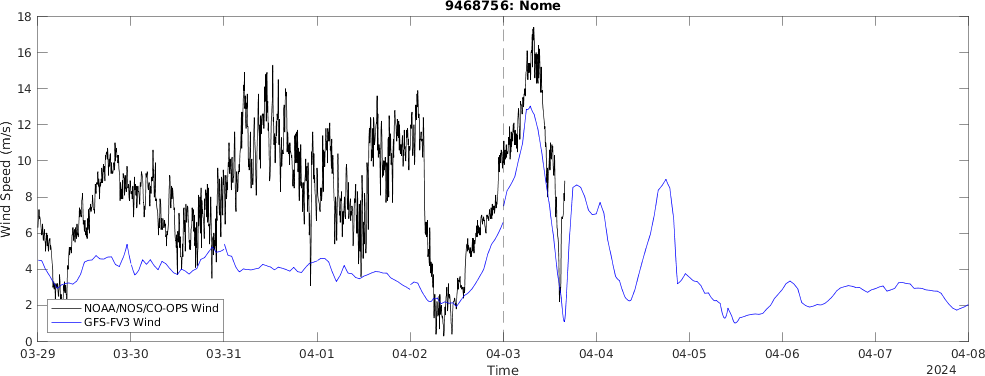 9468756: Nome
Wind Speed (m/s)
18
16
14
12
10
8
6
4
2
0
NOAA/NOS/CO-OPS Wind
GFS-FV3 Wind
03-29 03-30 03-31 04-01 04-02 04-03 04-04 04-05 04-06 04-07 04-08
Time
2024